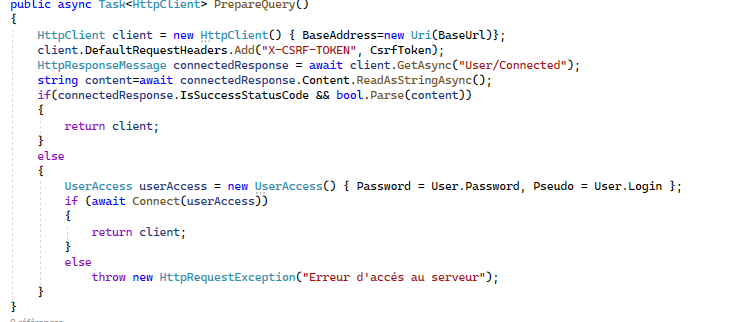 public async Task<HttpClient> PrepareQuery()
{
HttpClient client = new HttpClient() { BaseAddress=new Uri(BaseUrl)};
client.DefaultRequestHeaders.Add("X-CSRF-TOKEN", CsrfToken);
HttpResponseMessage connectedResponse = await client.GetAsync("User/Connected");
string content=await connectedResponse.Content.ReadAsStringAsync();
if(connectedResponse.IsSuccessStatusCode && bool.Parse(content))
{
return client;
}
else
{
UserAccess userAccess = new UserAccess() { Password = User.Password, Pseudo = User.Login };
if (await Connect(userAccess))
{
return client;
}
else
throw new HttpRequestException("Erreur d'accés au serveur");
}
}